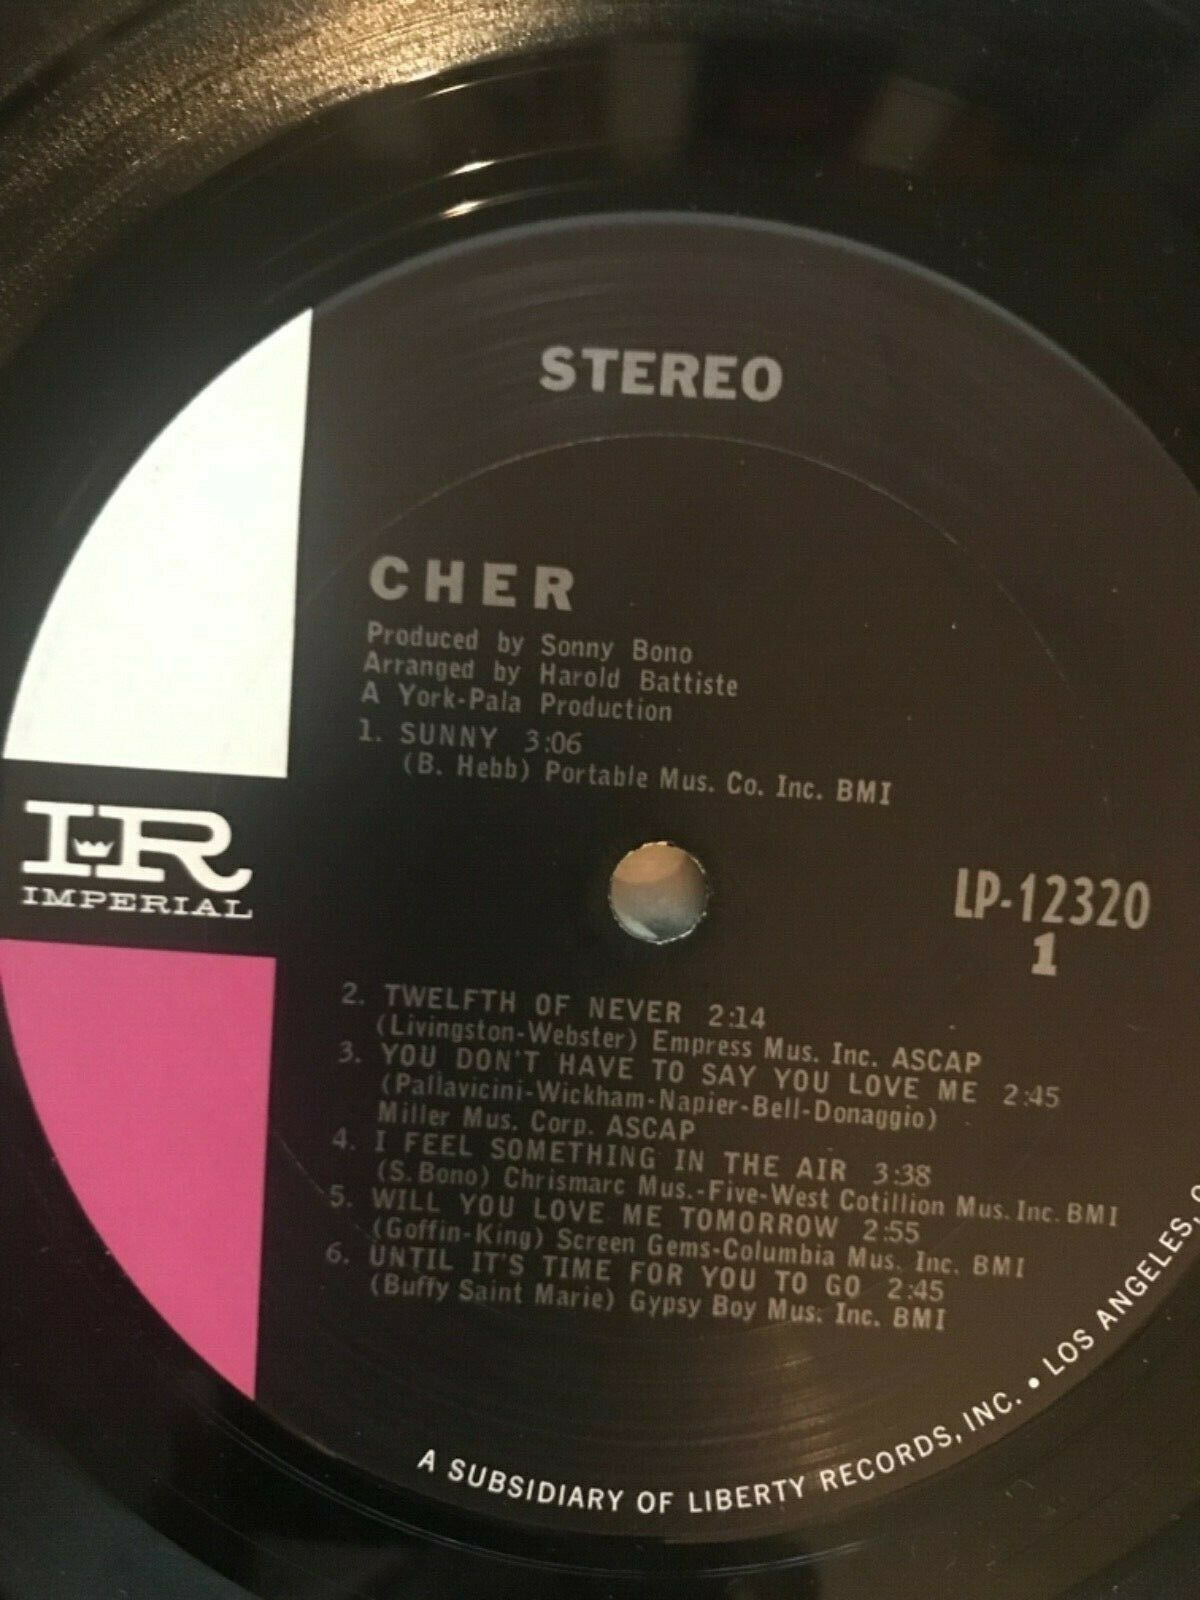 STEREO
CHER
Produced by Sonny Bono
Arranged by Harold Battiste
A York-Pala Production
1. SUNNY 3:06
(B. Hebb) Portable Mus. Co. Inc. BMI
IR
IMPERIAL
LP-12320
1
2. TWELFTH OF NEVER 2:14
(Livingston-Webster) Empress Mus. Inc. ASCAP
3. YOU DON'T HAVE TO SAY YOU LOVE ME 2:45
(Pallavicini-Wickham-Napier-Bell-Donaggio)
Miller Mus. Corp. ASCAP
4. I FEEL SOMETHING IN THE AIR 3:38
(S. Bono) Chrismarc Mus.-Five-West Cotillion Mus. Inc. BMI
5. WILL YOU LOVE ME TOMORROW 2:55
(Goffin-King) Screen Gems-Columbia Mus. Inc. BMI
6. UNTIL IT'S TIME FOR YOU TO GO 2:45
(Buffy Saint Marie) Gypsy Boy Mus. Inc. BMI
A SUBSIDIARY OF LIBERTY RECORDS, INC. • LOS ANGELES,